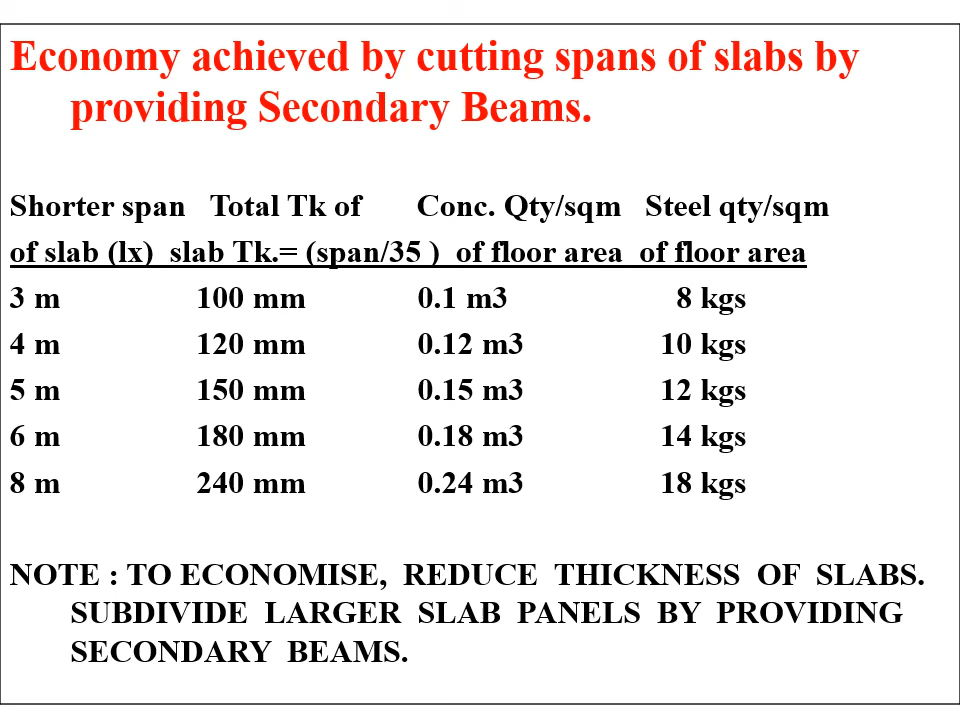 Economy achieved by cutting spans of slabs by
providing Secondary Beams.
Shorter span Total Tk of Conc. Qty/sqm Steel qty/sqm
of slab (lx) slab Tk.= (span/35 ) of floor area of floor area
3 m 100 mm 0.1 m3 8 kgs
4 m 120 mm 0.12 m3 10 kgs
5 m 150 mm 0.15 m3 12 kgs
6 m 180 mm 0.18 m3 14 kgs
8 m 240 mm 0.24 m3 18 kgs
NOTE : TO ECONOMISE, REDUCE THICKNESS OF SLABS.
SUBDIVIDE LARGER SLAB PANELS BY PROVIDING
SECONDARY BEAMS.